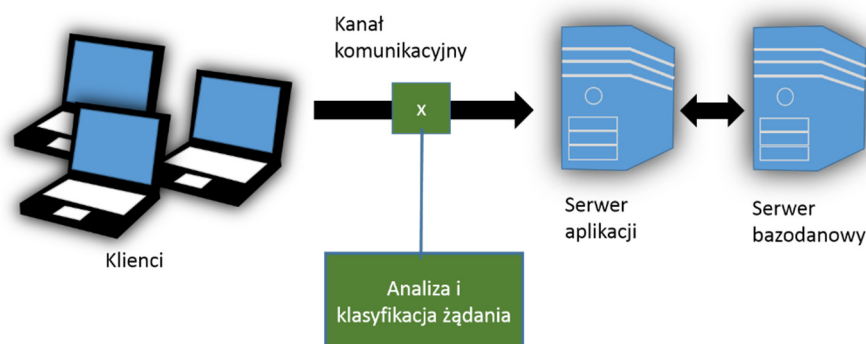 Kanał
komunikacyjny
x
Klienci
Serwer
aplikacji
Serwer
bazodanowy
Analiza i
klasyfikacja żądania